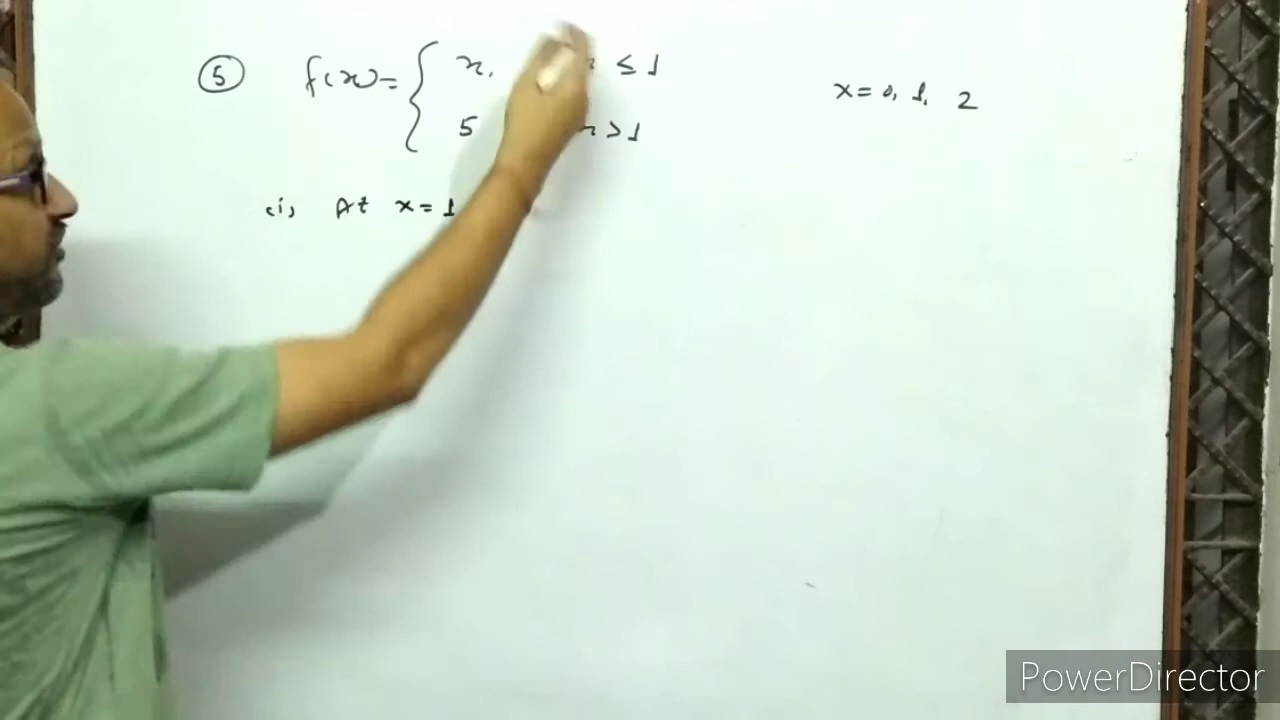 ⑤ f(x) = { x, x ≤ 1
5 x > 1
x = 0, 1, 2
(i) At x = 1
PowerDirector